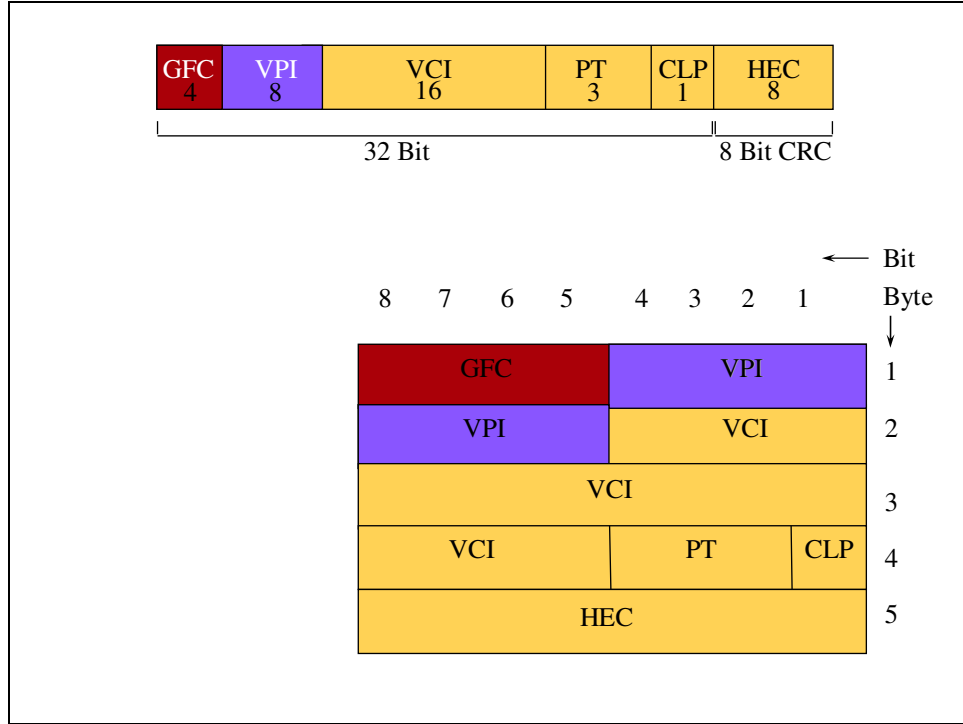 GFC VPI VCI PT CLP HEC
4 8 16 3 1 8
32 Bit 8 Bit CRC
Bit
8 7 6 5 4 3 2 1 Byte
GFC VPI 1
VPI VCI 2
VCI 3
VCI PT CLP 4
HEC 5